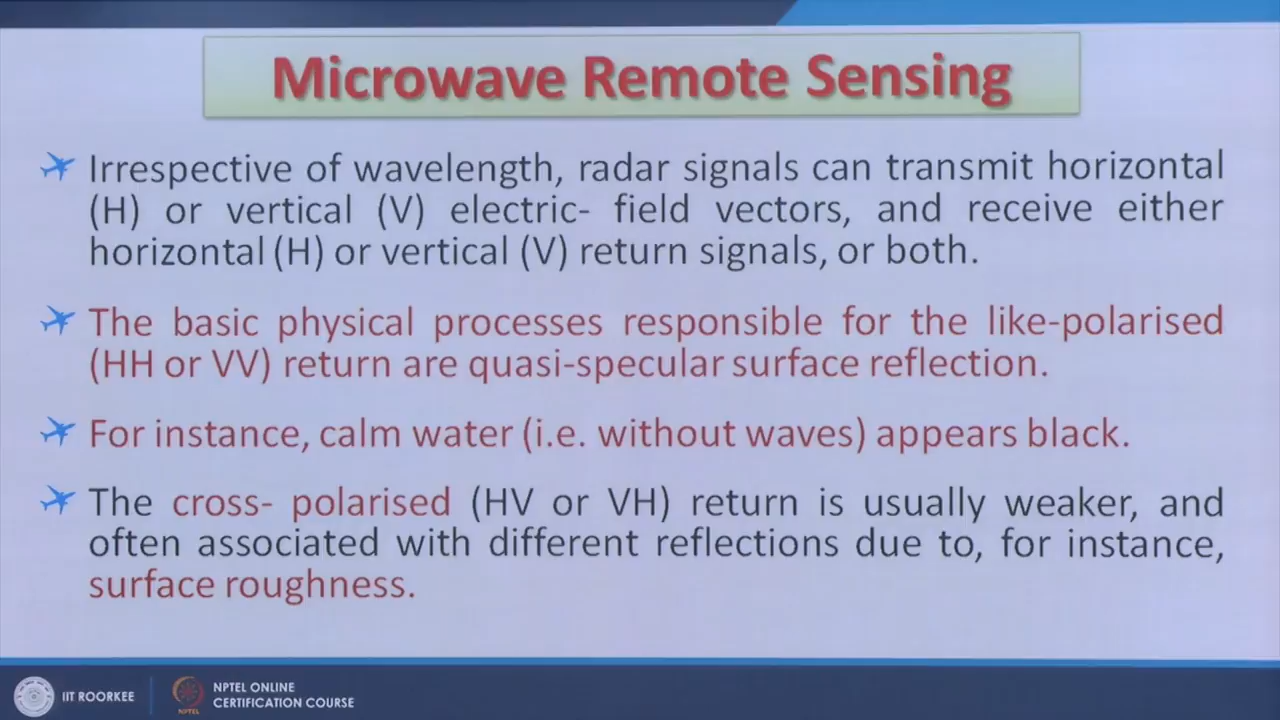 Microwave Remote Sensing
Irrespective of wavelength, radar signals can transmit horizontal
(H) or vertical (V) electric- field vectors, and receive either
horizontal (H) or vertical (V) return signals, or both.
The basic physical processes responsible for the like-polarised
(HH or VV) return are quasi-specular surface reflection.
For instance, calm water (i.e. without waves) appears black.
The cross- polarised (HV or VH) return is usually weaker, and
often associated with different reflections due to, for instance,
surface roughness.
IIT ROORKEE
NPTEL
NPTEL ONLINE
CERTIFICATION COURSE